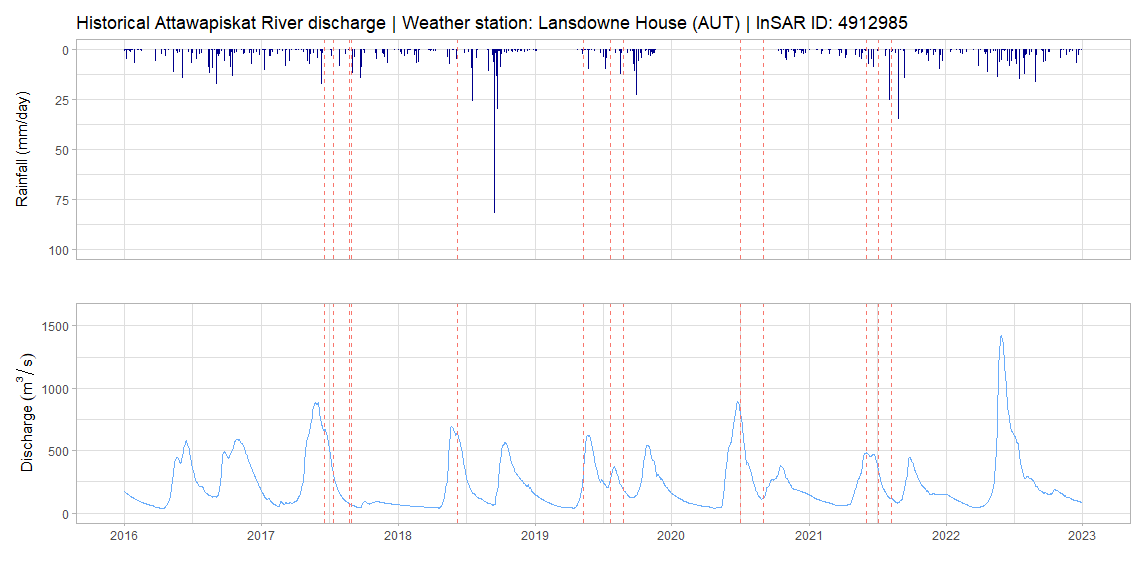 Historical Attawapiskat River discharge | Weather station: Lansdowne House (AUT) | InSAR ID: 4912985
Rainfall (mm/day)
0
25
50
75
100
Discharge (m³/s)
1500
1000
500
0
2016 2017 2018 2019 2020 2021 2022 2023